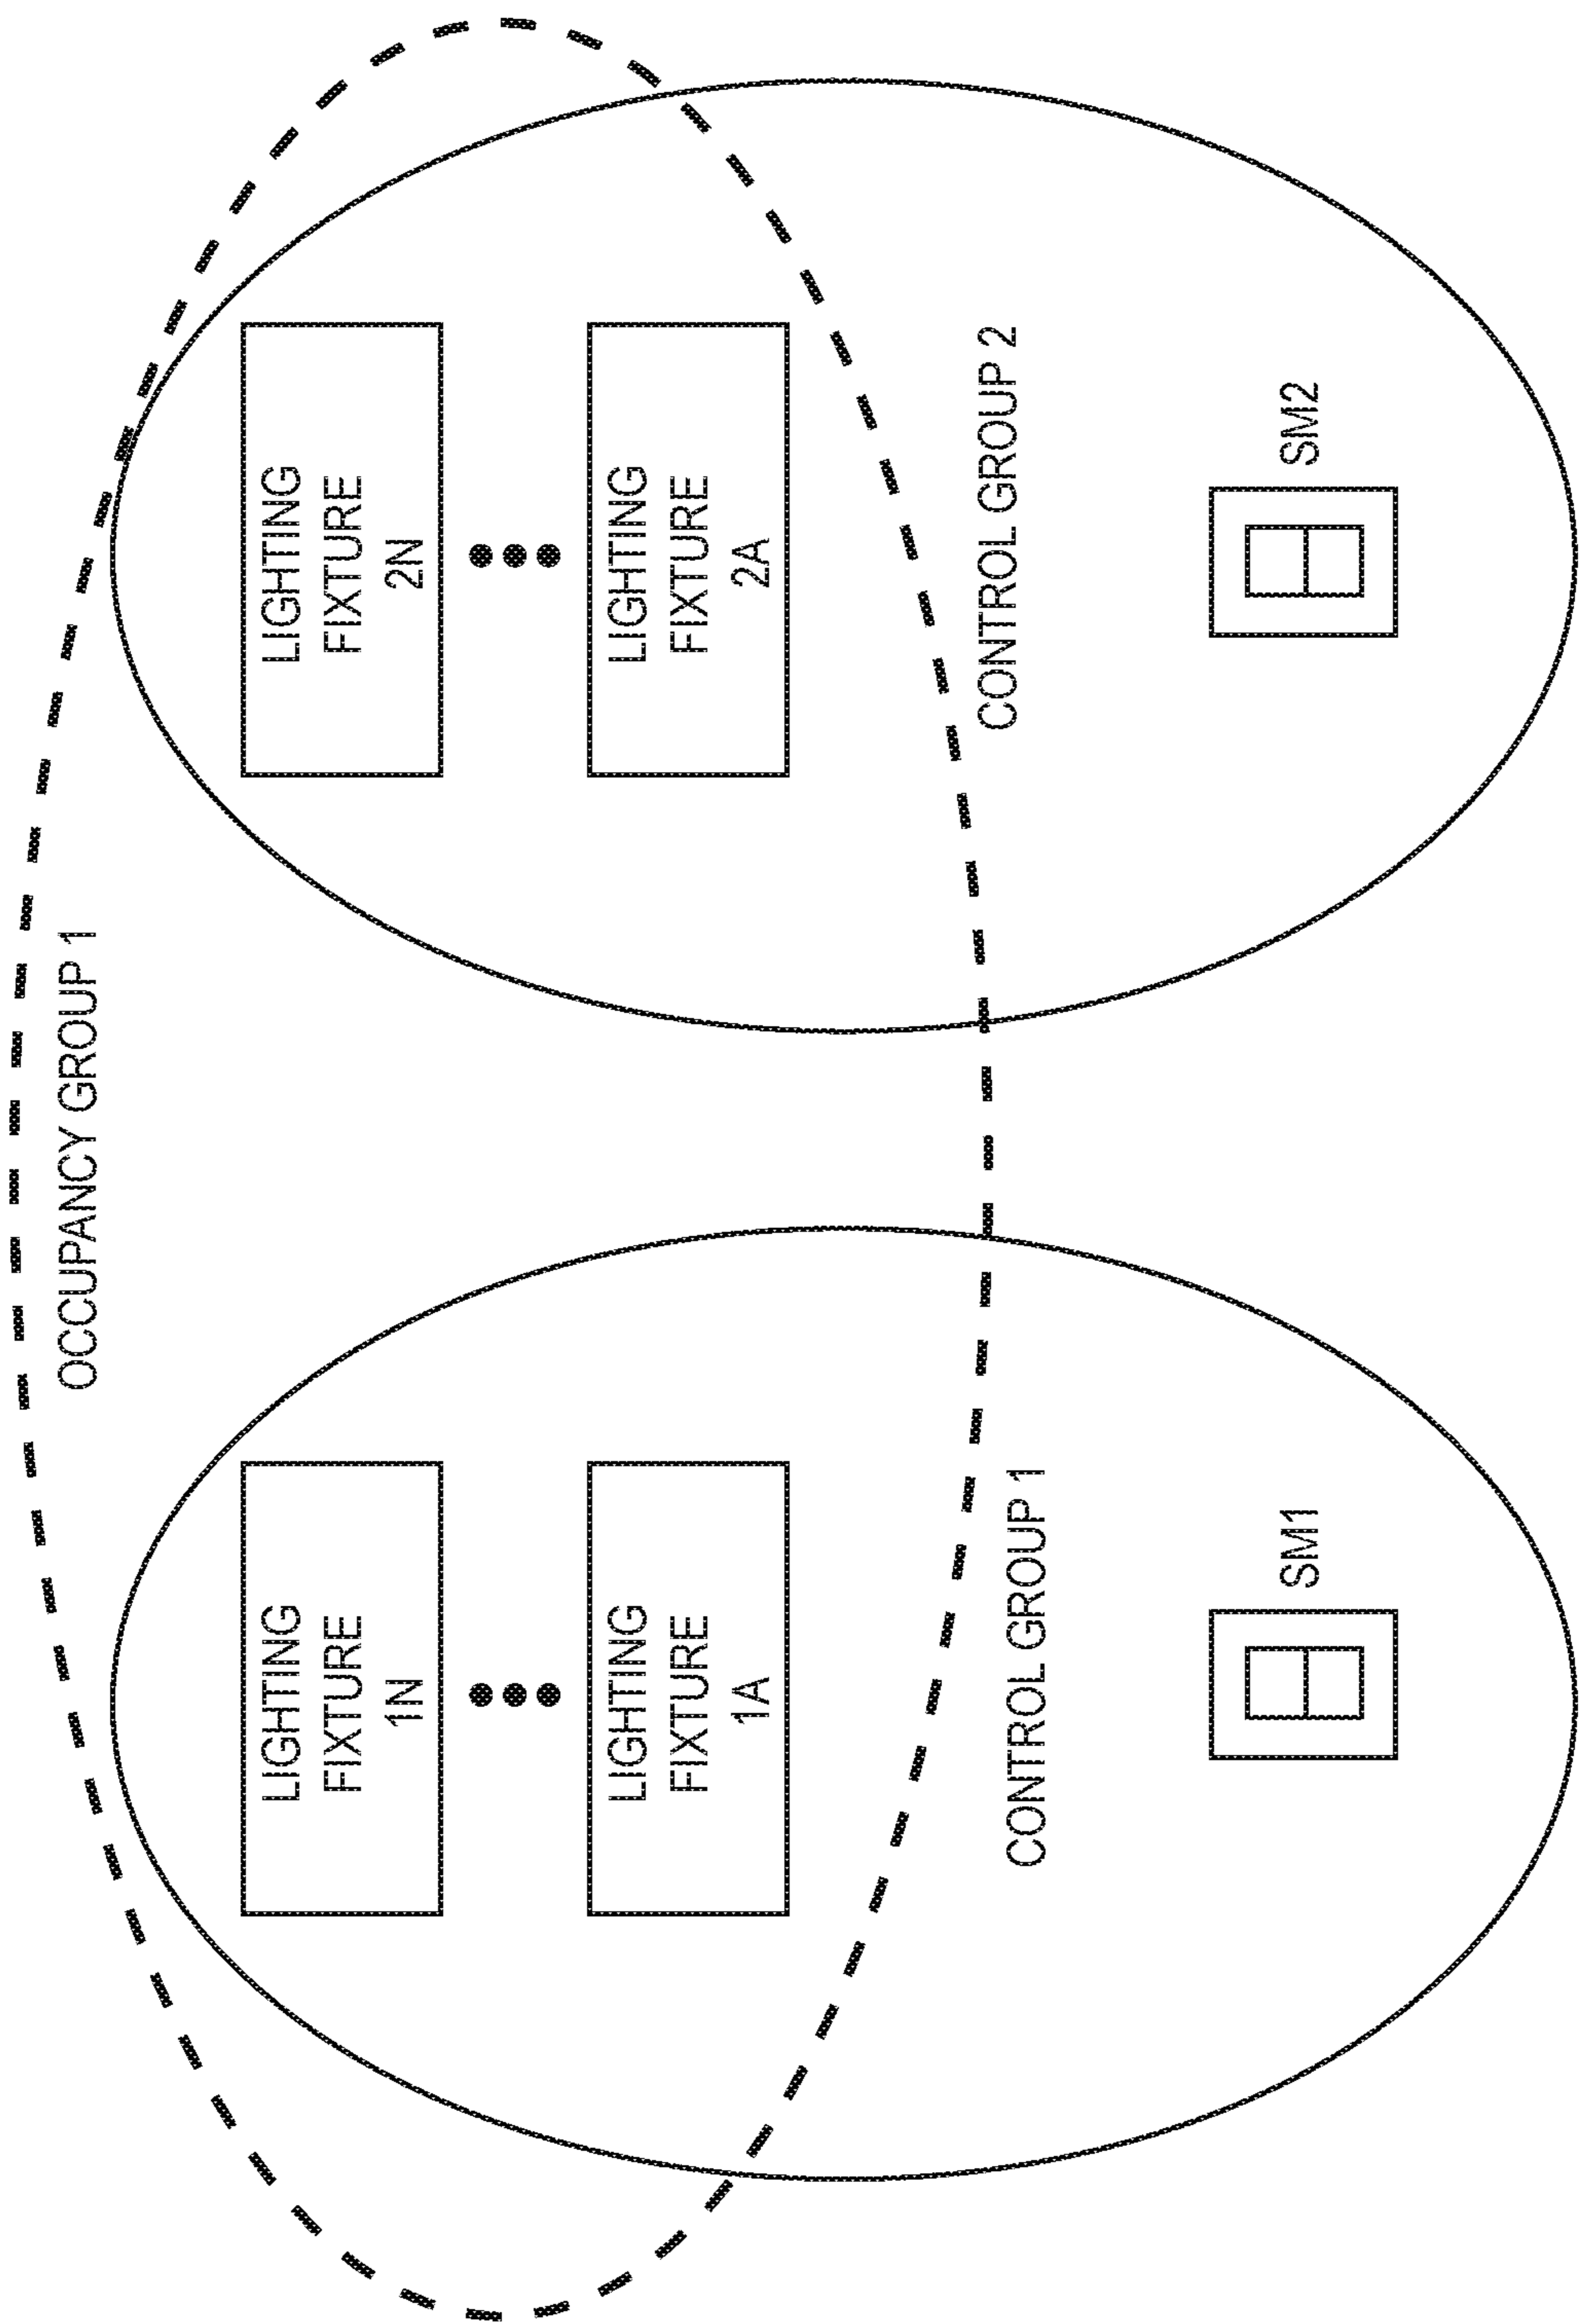 OCCUPANCY GROUP 1
LIGHTING
FIXTURE
1N
LIGHTING
FIXTURE
1A
CONTROL GROUP 1
SM1
LIGHTING
FIXTURE
2N
LIGHTING
FIXTURE
2A
CONTROL GROUP 2
SM2